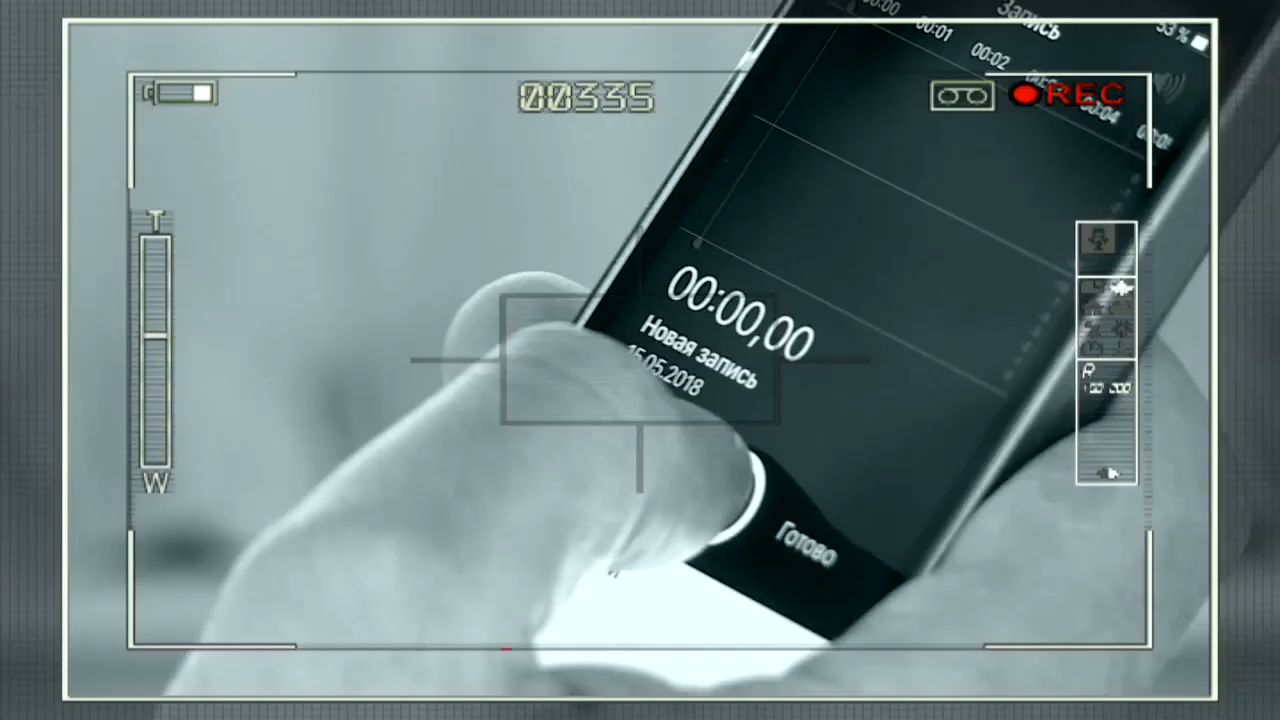 Запись
53 %
00:00
00:01
00:02
00:04
00335
REC
T
W
00:00,00
Новая запись
15.05.2018
Готово
R